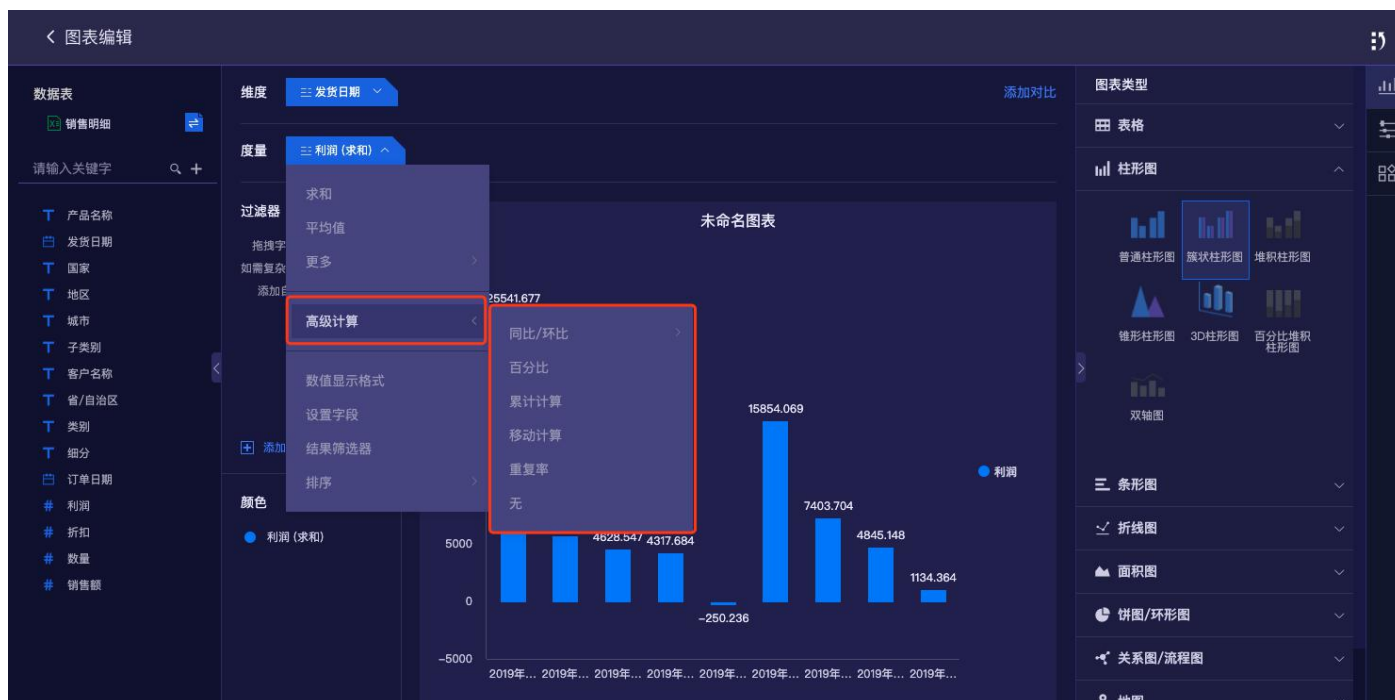 图表编辑
数据表
销售明细
请输入关键字
产品名称
发货日期
国家
地区
城市
子类别
客户名称
省/自治区
类别
细分
订单日期
利润
折扣
数量
销售额
维度
发货日期
添加对比
度量
利润 (求和)
求和
平均值
更多
高级计算
数值显示格式
设置字段
结果筛选器
排序
同比/环比
百分比
累计计算
移动计算
重复率
无
过滤器
拖拽字
如需复杂
添加
颜色
利润 (求和)
未命名图表
25541.677
4628.547
4317.684
-250.236
15854.069
7403.704
4845.148
1134.364
5000
0
-5000
2019年... 2019年... 2019年... 2019年... 2019年... 2019年... 2019年... 2019年... 2019年...
利润
图表类型
表格
柱形图
普通柱形图
簇状柱形图
堆积柱形图
锥形柱形图
3D柱形图
百分比堆积
柱形图
双轴图
条形图
折线图
面积图
饼图/环形图
关系图/流程图